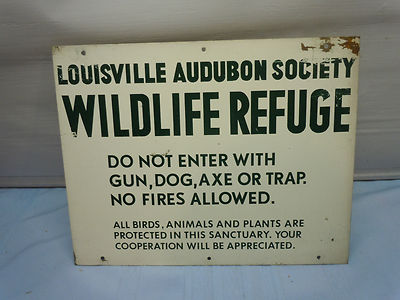 LOUISVILLE AUDUBON SOCIETY
WILDLIFE REFUGE
DO NOT ENTER WITH
GUN, DOG, AXE OR TRAP.
NO FIRES ALLOWED.
ALL BIRDS, ANIMALS AND PLANTS ARE
PROTECTED IN THIS SANCTUARY. YOUR
COOPERATION WILL BE APPRECIATED.